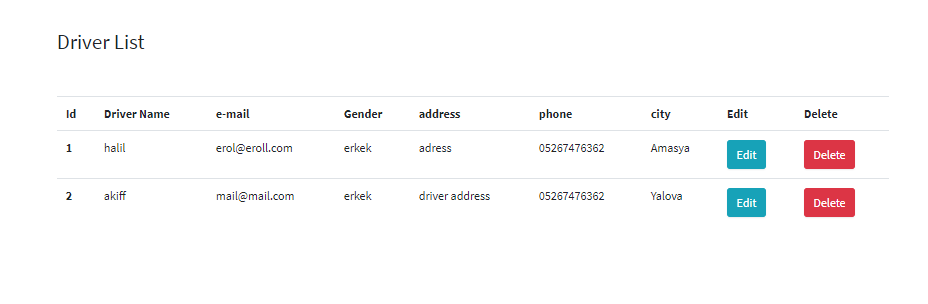 Driver List
Id Driver Name e-mail Gender address phone city Edit Delete
1 halil erol@eroll.com erkek adress 05267476362 Amasya Edit Delete
2 akiff mail@mail.com erkek driver address 05267476362 Yalova Edit Delete